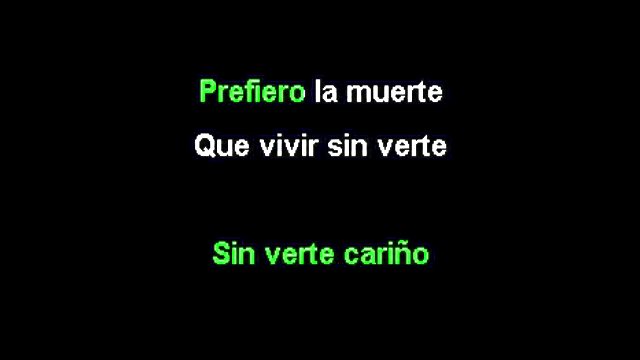 Prefiero la muerte
Que vivir sin verte
Sin verte cariño